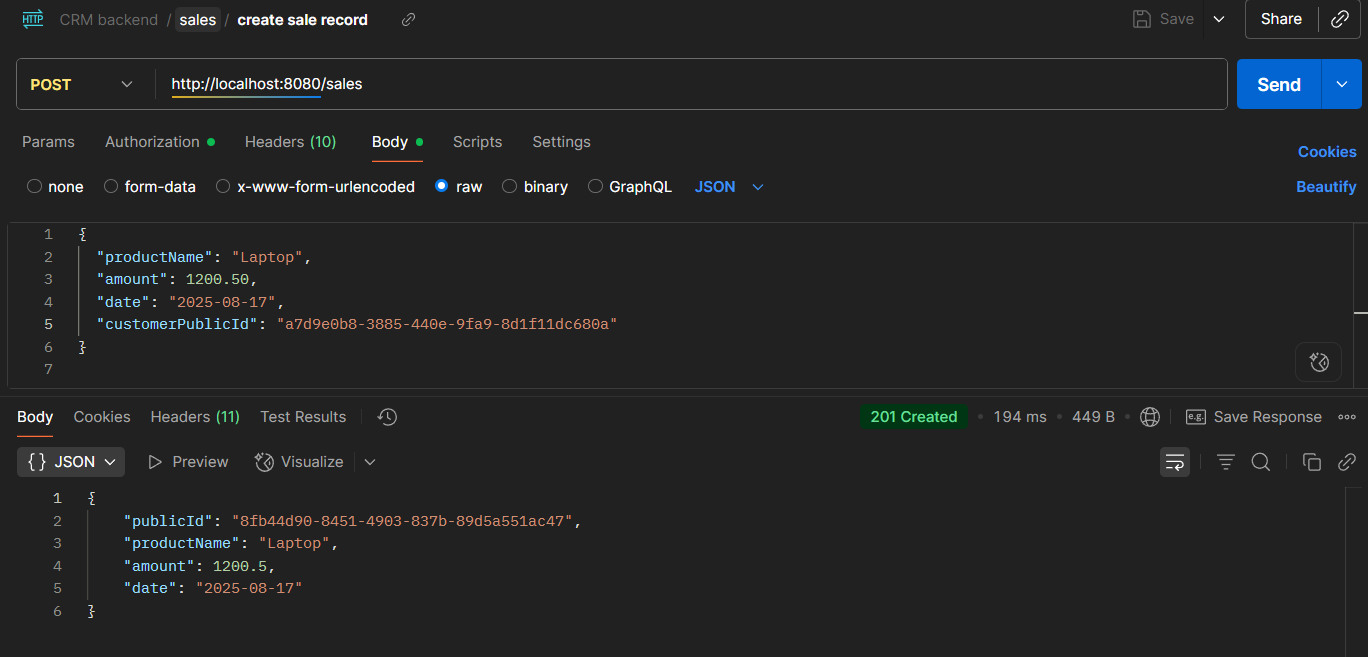 HTTP CRM backend / sales / create sale record Save Share
POST http://localhost:8080/sales Send
Params Authorization Headers (10) Body Scripts Settings Cookies
none form-data x-www-form-urlencoded raw binary GraphQL JSON Beautify
1 {
2 "productName": "Laptop",
3 "amount": 1200.50,
4 "date": "2025-08-17",
5 "customerPublicId": "a7d9e0b8-3885-440e-9fa9-8d1f11dc680a"
6 }
7
Body Cookies Headers (11) Test Results 201 Created • 194 ms • 449 B • e.g. Save Response
{} JSON Preview Visualize
1 {
2 "publicId": "8fb44d90-8451-4903-837b-89d5a551ac47",
3 "productName": "Laptop",
4 "amount": 1200.5,
5 "date": "2025-08-17"
6 }